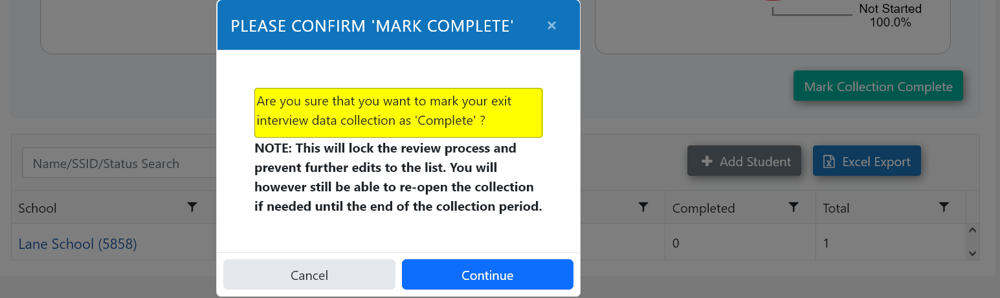 Not Started
100.0%
PLEASE CONFIRM 'MARK COMPLETE'
×
Are you sure that you want to mark your exit
interview data collection as 'Complete' ?
NOTE: This will lock the review process and
prevent further edits to the list. You will
however still be able to re-open the collection
if needed until the end of the collection period.
Cancel
Continue
Mark Collection Complete
Name/SSID/Status Search
Add Student
Excel Export
School
Completed
Total
Lane School (5858)
0
1